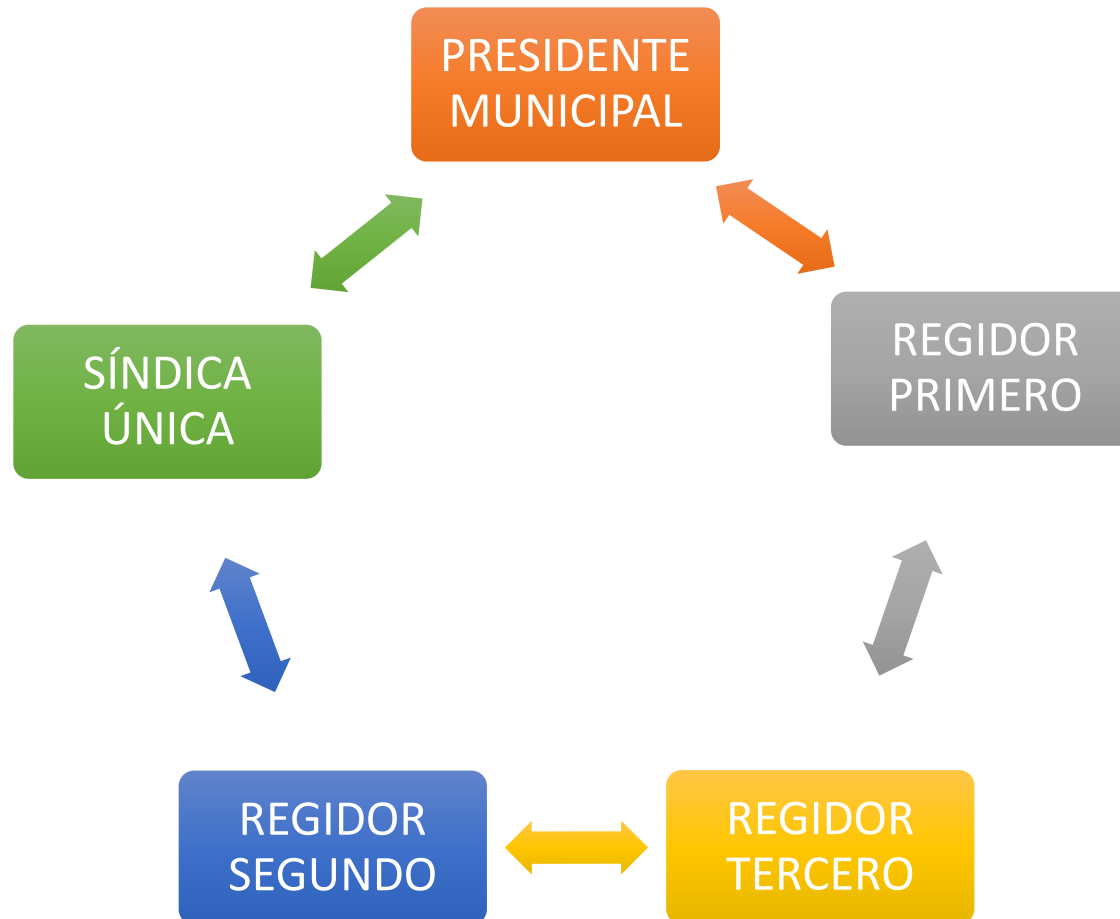 PRESIDENTE
MUNICIPAL
REGIDOR
PRIMERO
SÍNDICA
ÚNICA
REGIDOR
SEGUNDO
REGIDOR
TERCERO